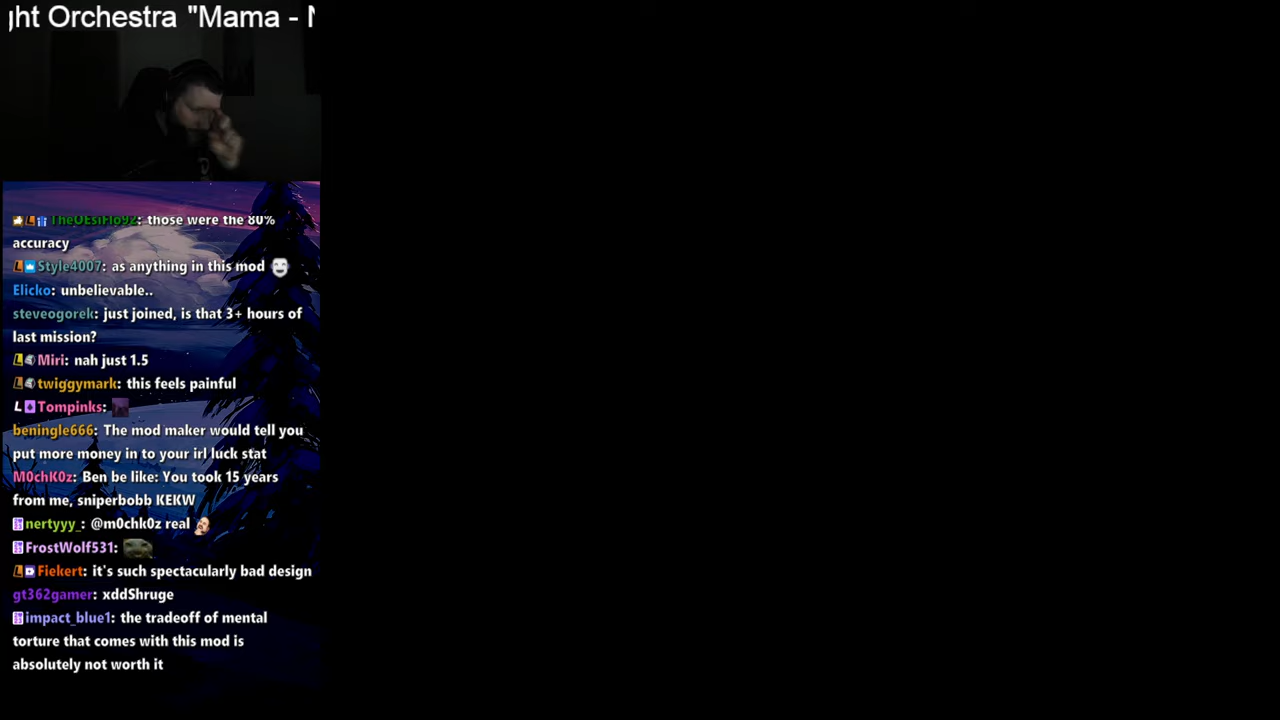 ght Orchestra "Mama - N
TheOEsiFlo92: those were the 80%
accuracy
Style4007: as anything in this mod
Elicko: unbelievable..
steveogorek: just joined, is that 3+ hours of
last mission?
Miri: nah just 1.5
twiggymark: this feels painful
Tompinks:
beningle666: The mod maker would tell you
put more money in to your irl luck stat
M0chK0z: Ben be like: You took 15 years
from me, sniperbobb KEKW
nertyyy_: @m0chk0z real
FrostWolf531:
Fiekert: it's such spectacularly bad design
gt362gamer: xddShruge
impact_blue1: the tradeoff of mental
torture that comes with this mod is
absolutely not worth it